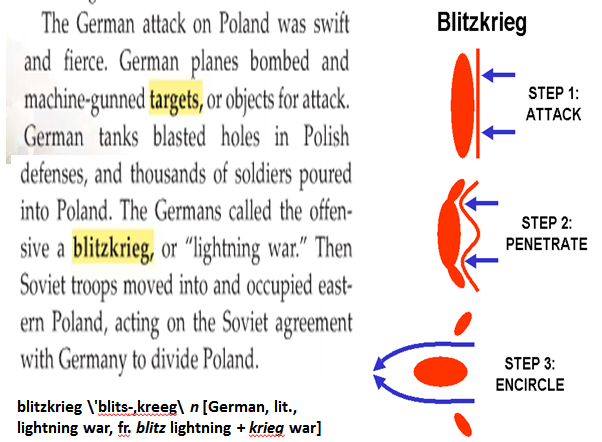 The German attack on Poland was swift
and fierce. German planes bombed and
machine-gunned targets, or objects for attack.
German tanks blasted holes in Polish
defenses, and thousands of soldiers poured
into Poland. The Germans called the offen-
sive a blitzkrieg, or “lightning war.” Then
Soviet troops moved into and occupied east-
ern Poland, acting on the Soviet agreement
with Germany to divide Poland.
blitzkrieg \'blits-,kreeg\ n [German, lit.,
lightning war, fr. blitz lightning + krieg war]
Blitzkrieg
STEP 1:
ATTACK
STEP 2:
PENETRATE
STEP 3:
ENCIRCLE